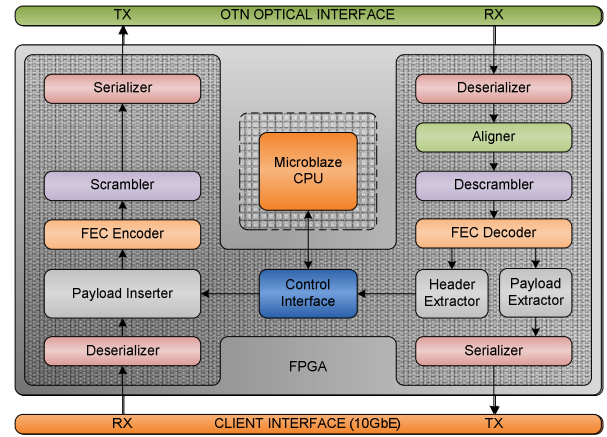 TX OTN OPTICAL INTERFACE RX
Serializer
Deserializer
Aligner
Microblaze
CPU
Scrambler
Descrambler
FEC Encoder
FEC Decoder
Payload Inserter
Control
Interface
Header
Extractor
Payload
Extractor
Deserializer
Serializer
FPGA
RX CLIENT INTERFACE (10GbE) TX